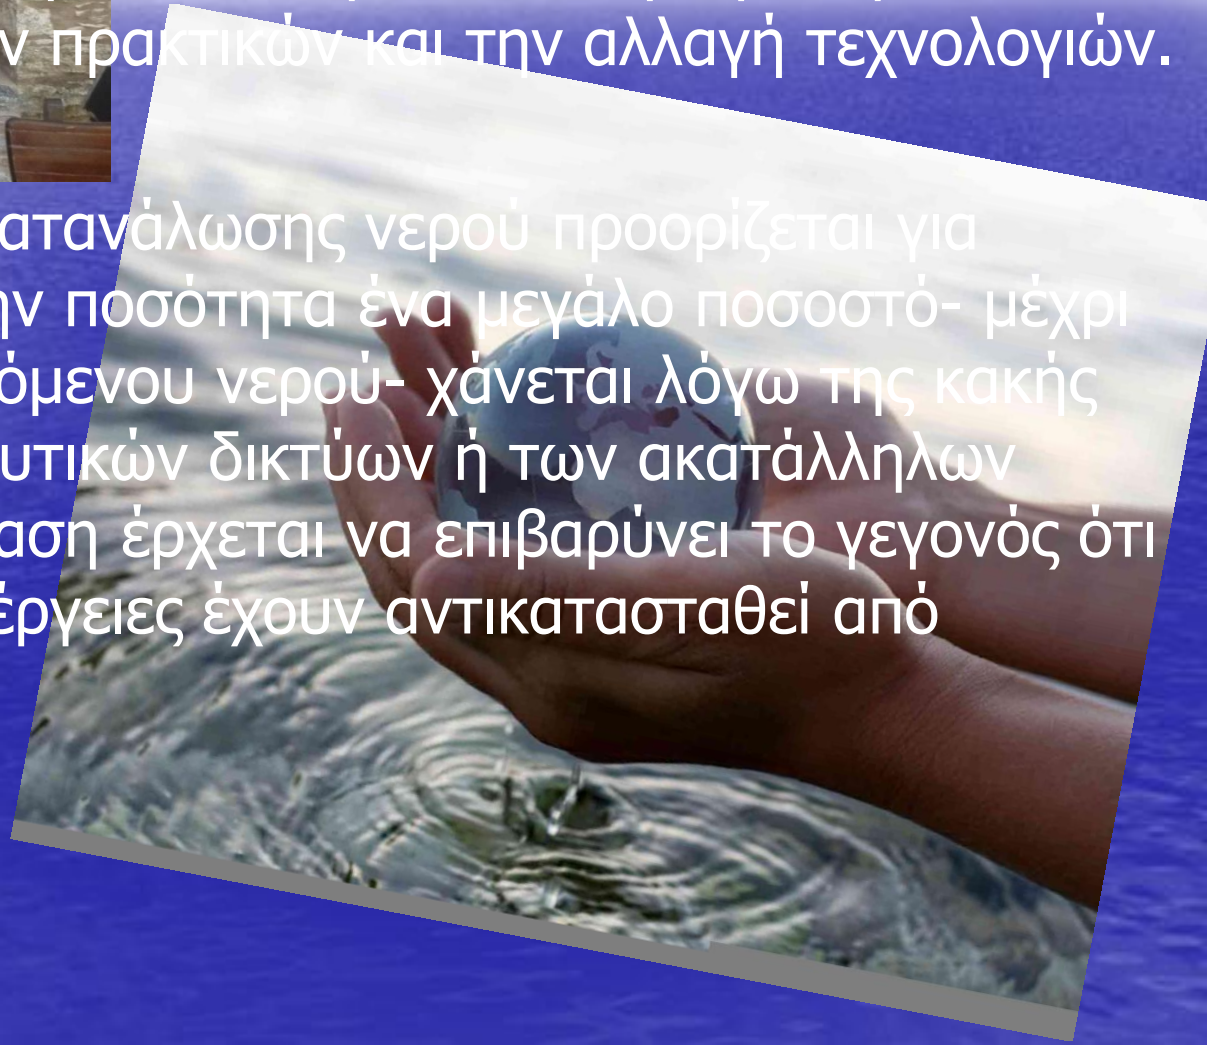 ν πρακτικών και την αλλαγή τεχνολογιών.
ατανάλωσης νερού προορίζεται για
ην ποσότητα ένα μεγάλο ποσοστό- μέχρι
όμενου νερού- χάνεται λόγω της κακής
υτικών δικτύων ή των ακατάλληλων
αση έρχεται να επιβαρύνει το γεγονός ότι
έργειες έχουν αντικατασταθεί από